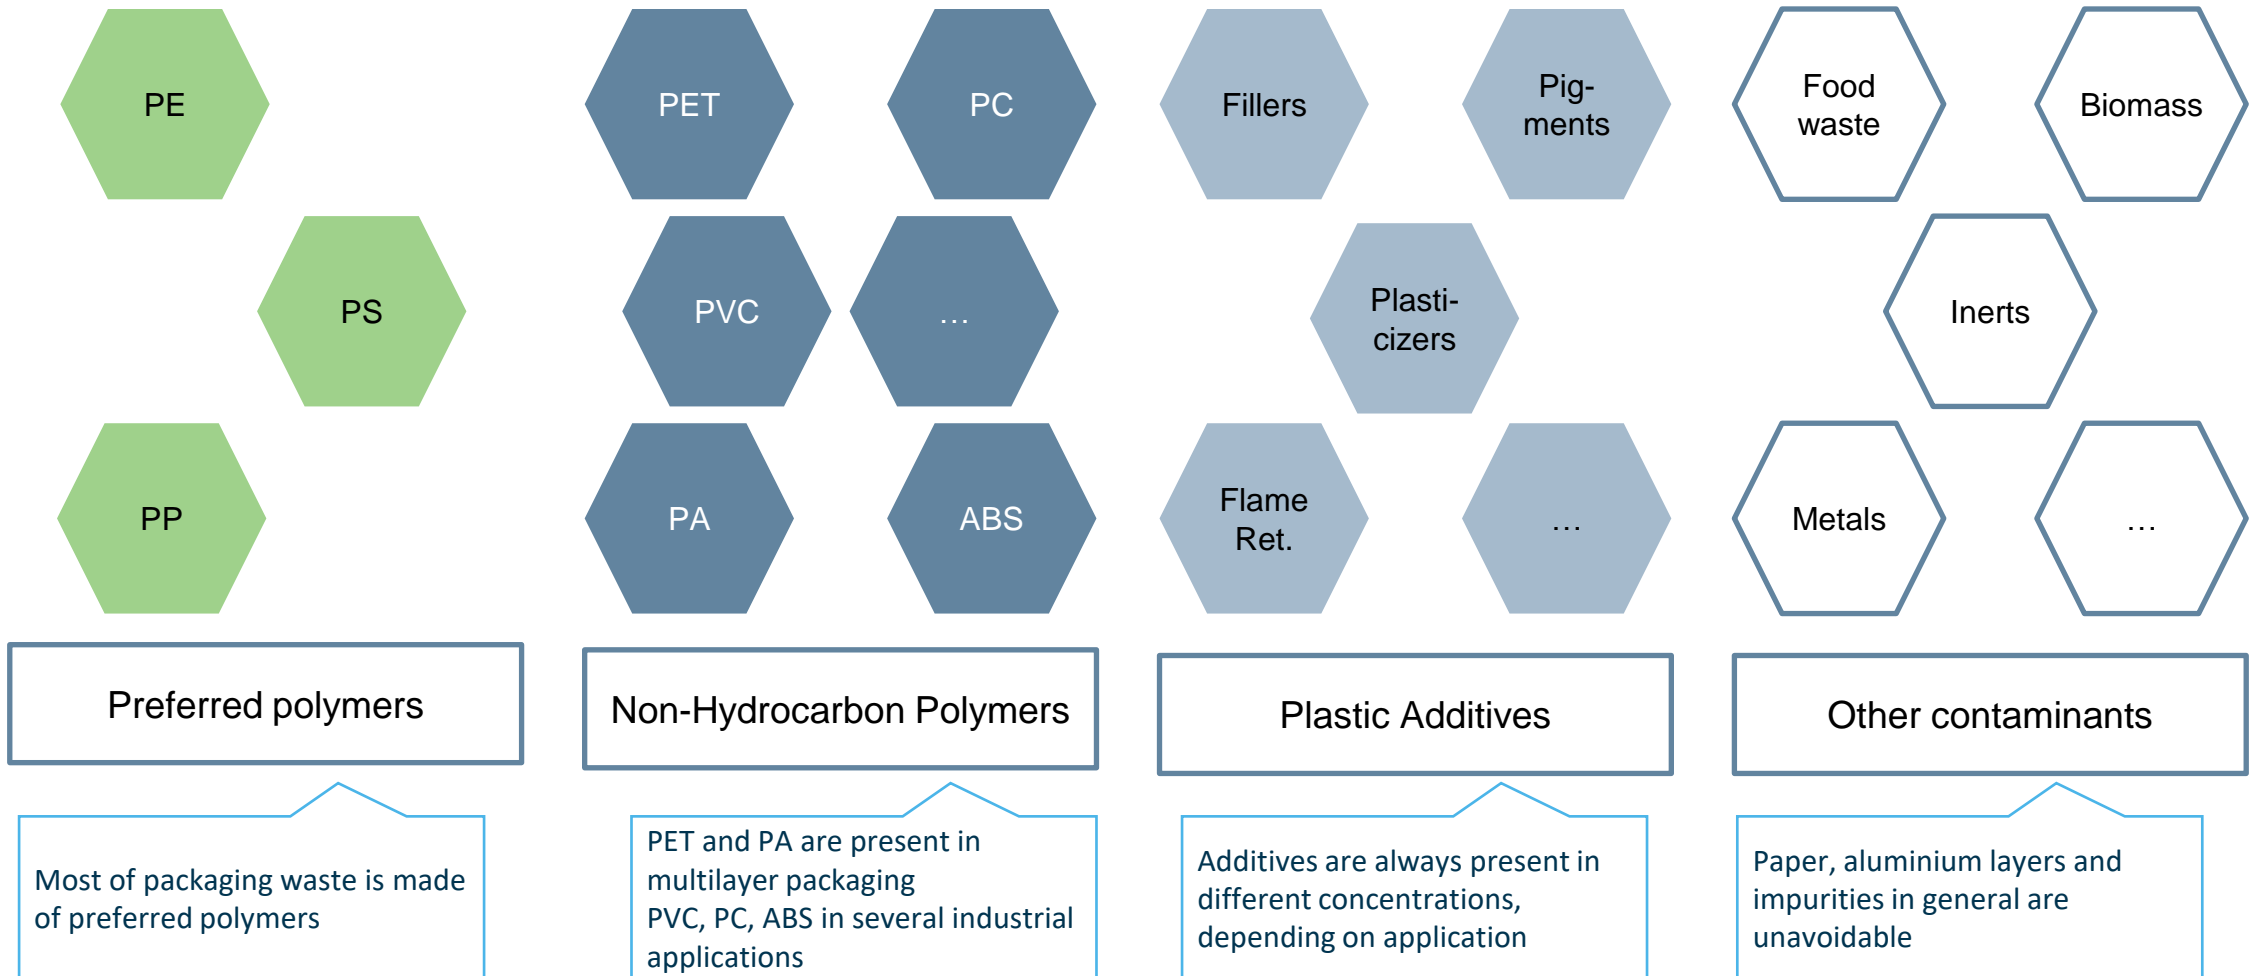 PE
PS
PP
Preferred polymers
Most of packaging waste is made
of preferred polymers
PET
PC
PVC
...
PA
ABS
Non-Hydrocarbon Polymers
PET and PA are present in
multilayer packaging
PVC, PC, ABS in several industrial
applications
Fillers
Pig-
ments
Plasti-
cizers
Flame
Ret.
...
Plastic Additives
Additives are always present in
different concentrations,
depending on application
Food
waste
Biomass
Inerts
Metals
...
Other contaminants
Paper, aluminium layers and
impurities in general are
unavoidable